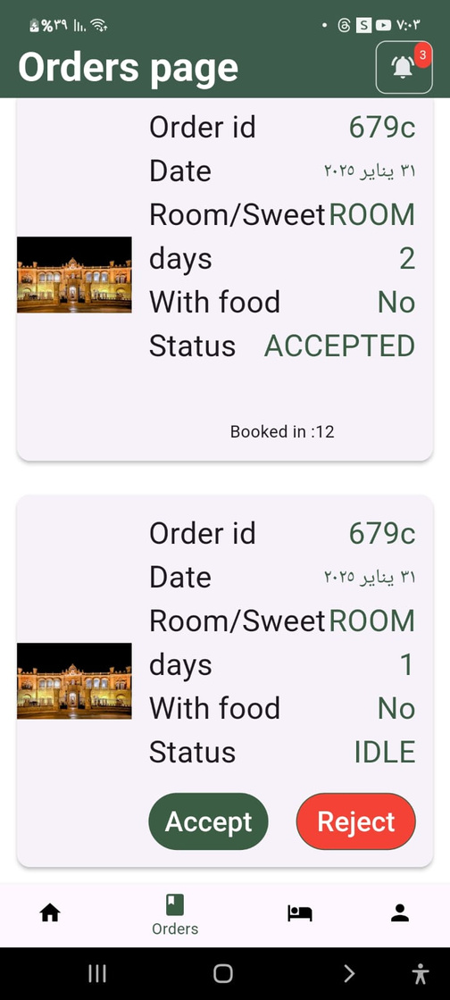 %٣٩ S ٧:٠٣
Orders page
3
Order id 679c
Date ٣١ يناير ٢٠٢٥
Room/Sweet ROOM
days 2
With food No
Status ACCEPTED
Booked in :12
Order id 679c
Date ٣١ يناير ٢٠٢٥
Room/Sweet ROOM
days 1
With food No
Status IDLE
Accept Reject
Orders